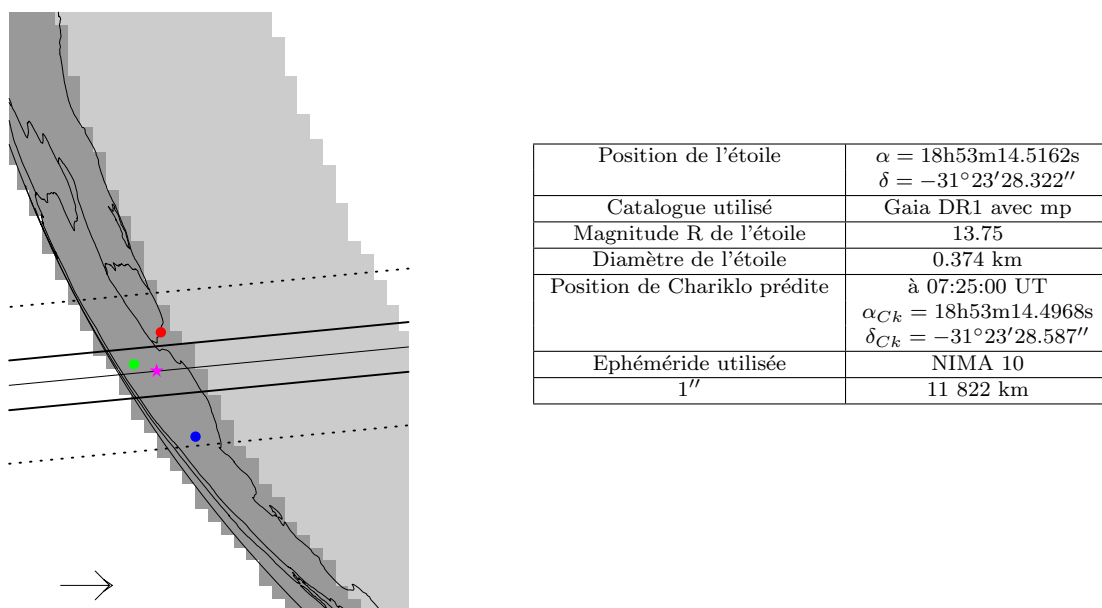 Position de l'étoile α = 18h53m14.5162s
δ = −31°23′28.322′′
Catalogue utilisé Gaia DR1 avec mp
Magnitude R de l'étoile 13.75
Diamètre de l'étoile 0.374 km
Position de Chariklo prédite à 07:25:00 UT
αCk = 18h53m14.4968s
δCk = −31°23′28.587′′
Ephéméride utilisée NIMA 10
1′′ 11 822 km